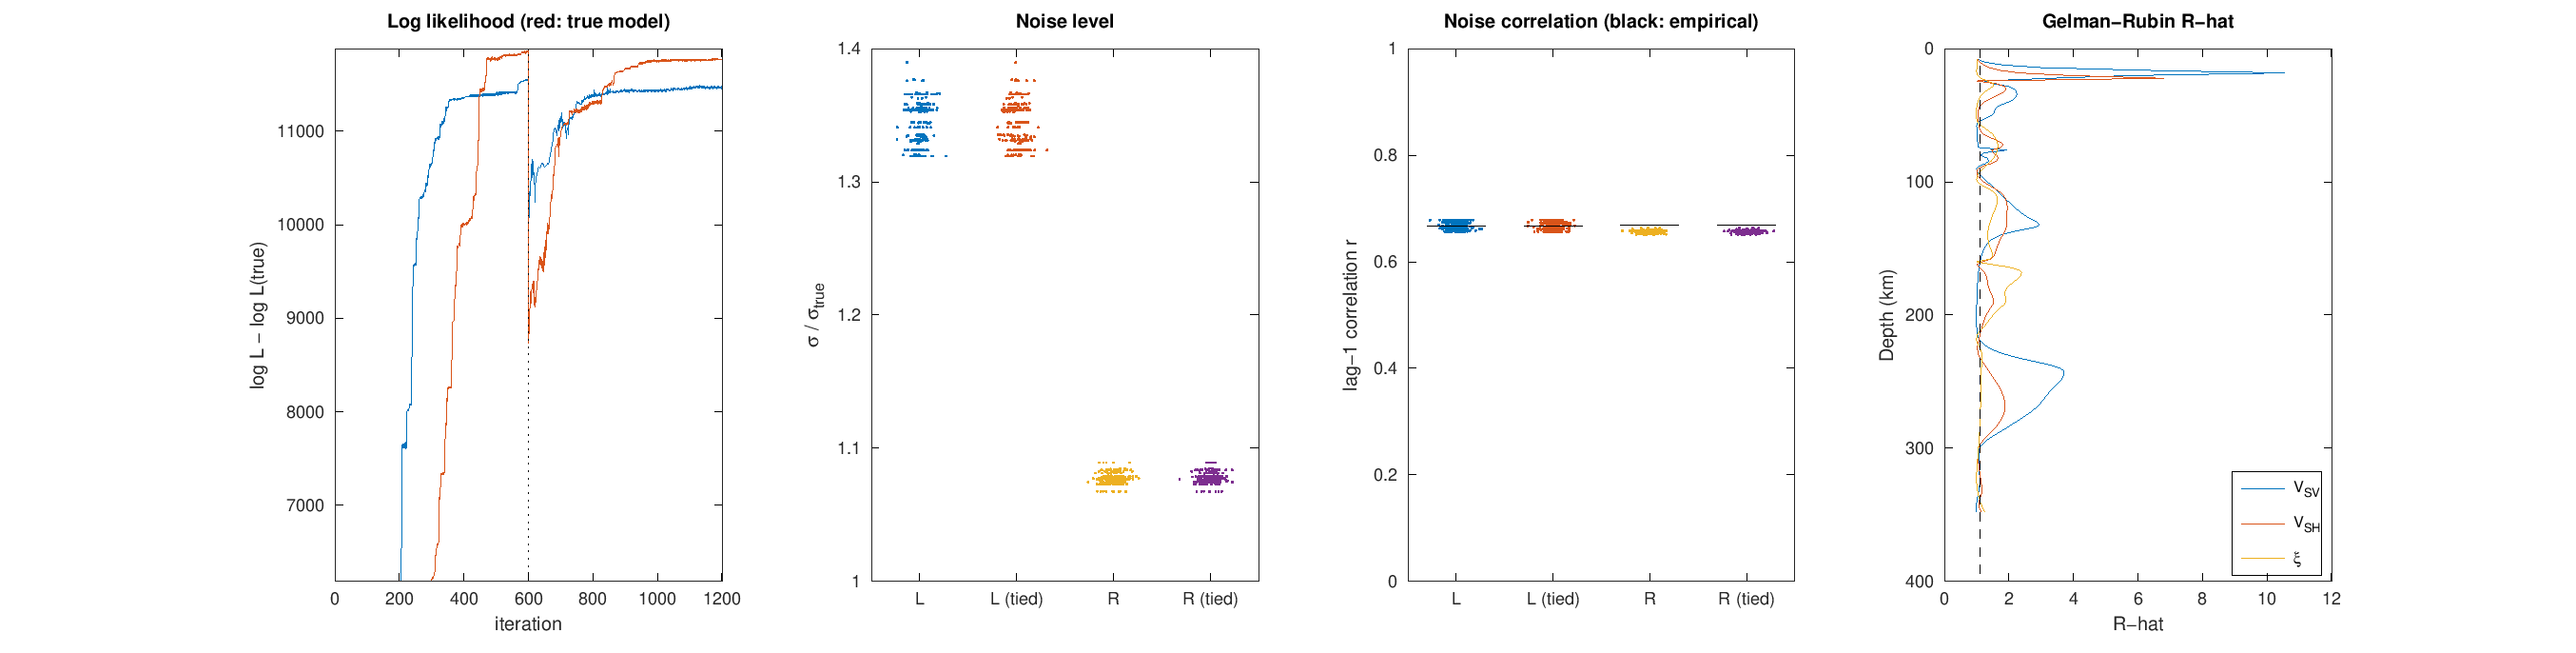 Log likelihood (red: true model)
log L − log L(true)
11000
10000
9000
8000
7000
0 200 400 600 800 1000 1200
iteration
Noise level
σ / σtrue
1.4
1.3
1.2
1.1
1
L L (tied) R R (tied)
Noise correlation (black: empirical)
lag−1 correlation r
1
0.8
0.6
0.4
0.2
0
L L (tied) R R (tied)
Gelman−Rubin R−hat
Depth (km)
0
100
200
300
400
VSV
VSH
ξ
0 2 4 6 8 10 12
R−hat